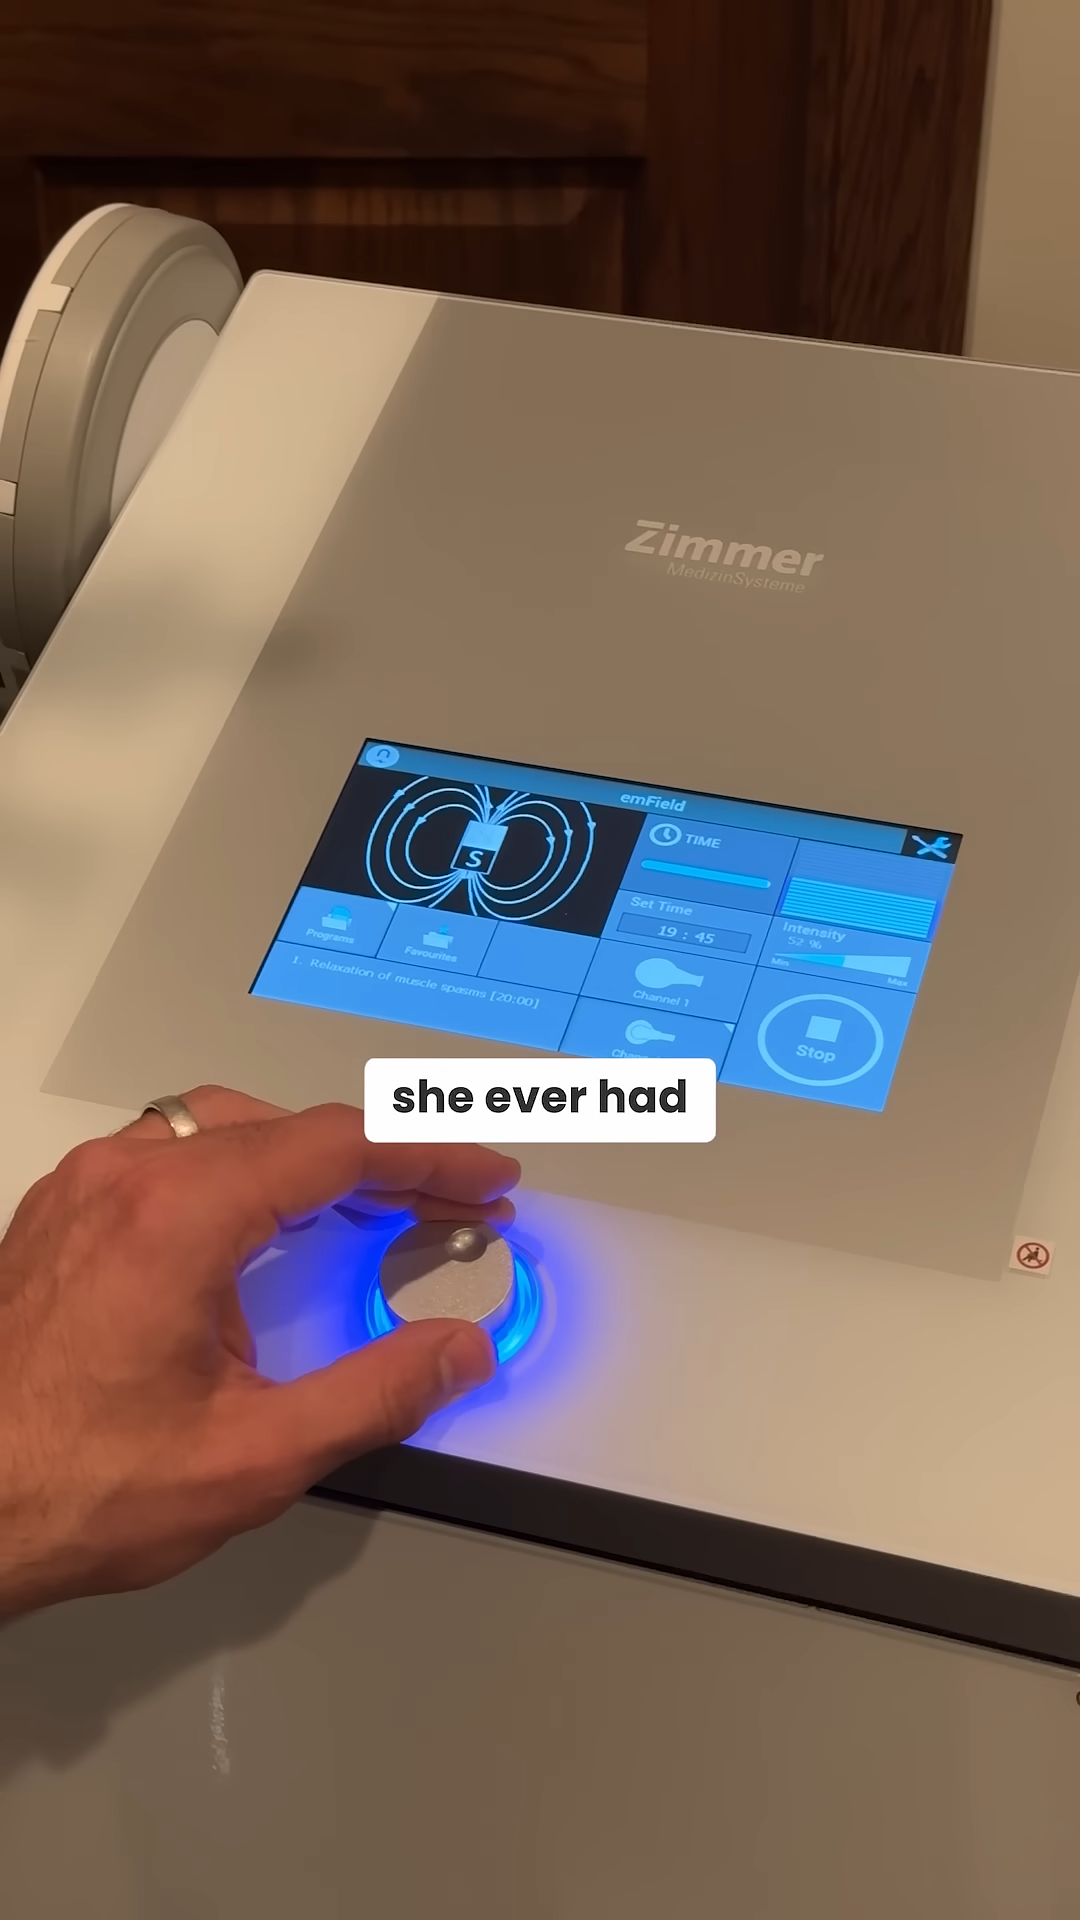 Zimmer
MedizinSysteme
emField
S
TIME
Set Time
19 : 45
Intensity
52 %
Min
Max
Programs
Favourites
Channel 1
1. Relaxation of muscle spasms [20:00]
Stop
she ever had